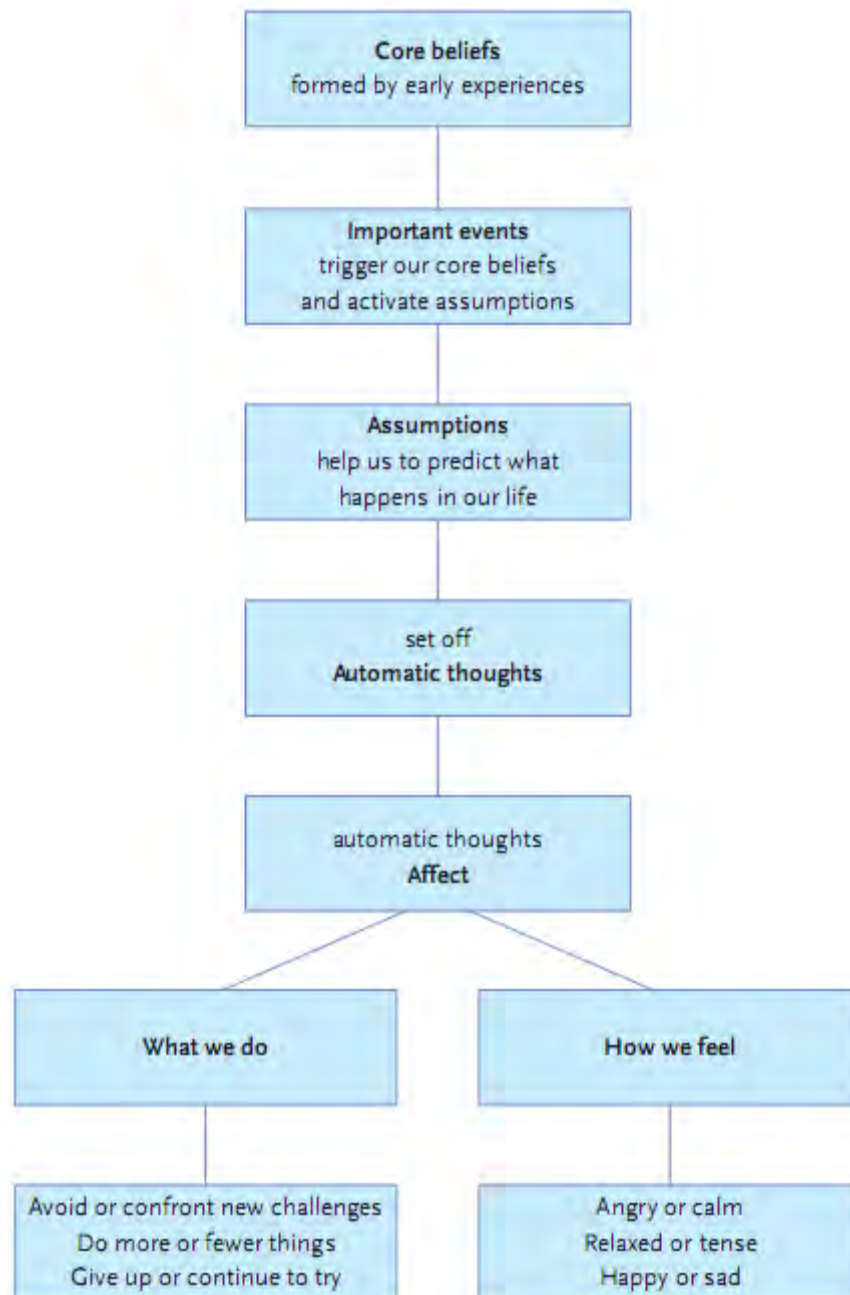 Core beliefs
formed by early experiences
Important events
trigger our core beliefs
and activate assumptions
Assumptions
help us to predict what
happens in our life
set off
Automatic thoughts
automatic thoughts
Affect
What we do
How we feel
Avoid or confront new challenges
Do more or fewer things
Give up or continue to try
Angry or calm
Relaxed or tense
Happy or sad